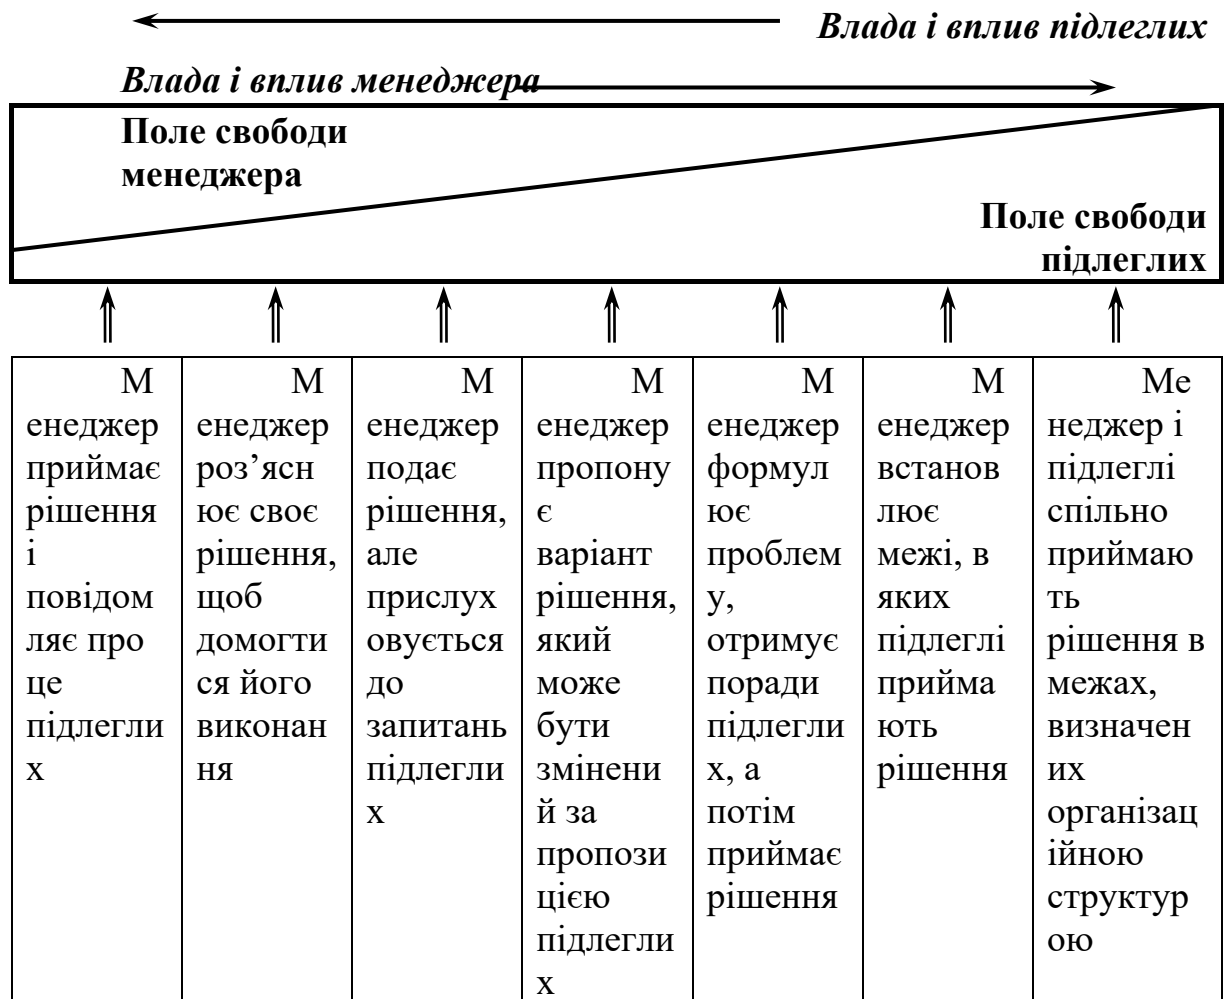 Влада і вплив підлеглих
Влада і вплив менеджера
Поле свободи
менеджера
Поле свободи
підлеглих
М
енеджер
приймає
рішення
і
повідом
ляє про
це
підлегли
х
М
енеджер
роз’ясн
ює своє
рішення,
щоб
домогти
ся його
виконан
ня
М
енеджер
подає
рішення,
але
прислух
овується
до
запитань
підлегли
х
М
енеджер
пропону
є
варіант
рішення,
який
може
бути
змінени
й за
пропози
цією
підлегли
х
М
енеджер
формул
ює
проблем
у,
отримує
поради
підлегли
х, а
потім
приймає
рішення
М
енеджер
встанов
лює
межі, в
яких
підлеглі
прийма
ють
рішення
Ме
неджер і
підлеглі
спільно
приймаю
ть
рішення в
межах,
визначен
их
організац
ійною
структур
ою